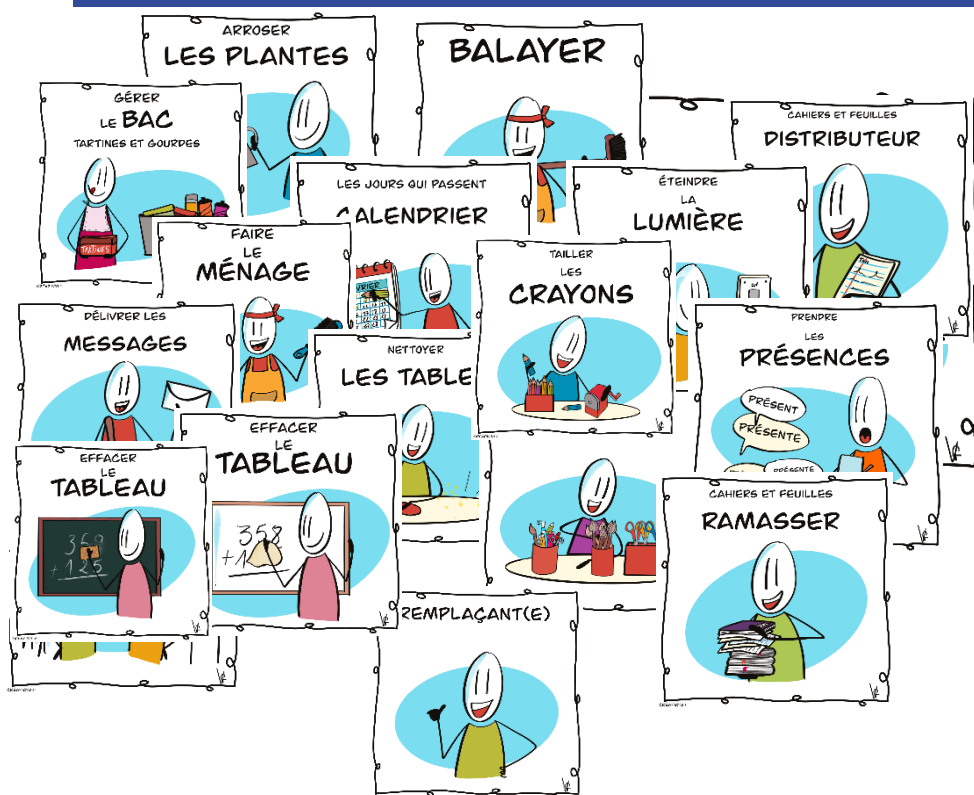 ARROSER
LES PLANTES
BALAYER
GÉRER
LE BAC
TARTINES ET GOURDES
TARTINES
CAHIERS ET FEUILLES
DISTRIBUTEUR
LES JOURS QUI PASSENT
CALENDRIER
ÉTEINDRE
LA
LUMIÈRE
FAIRE
LE
MÉNAGE
TAILLER
LES
CRAYONS
DÉLIVRER LES
MESSAGES
NETTOYER
LES TABLE
PRENDRE
LES
PRÉSENCES
PRÉSENT
PRÉSENTE
PRÉSENTE
EFFACER
LE
TABLEAU
358
EFFACER
LE
TABLEAU
+125
CAHIERS ET FEUILLES
RAMASSER
REMPLAÇANT(E)